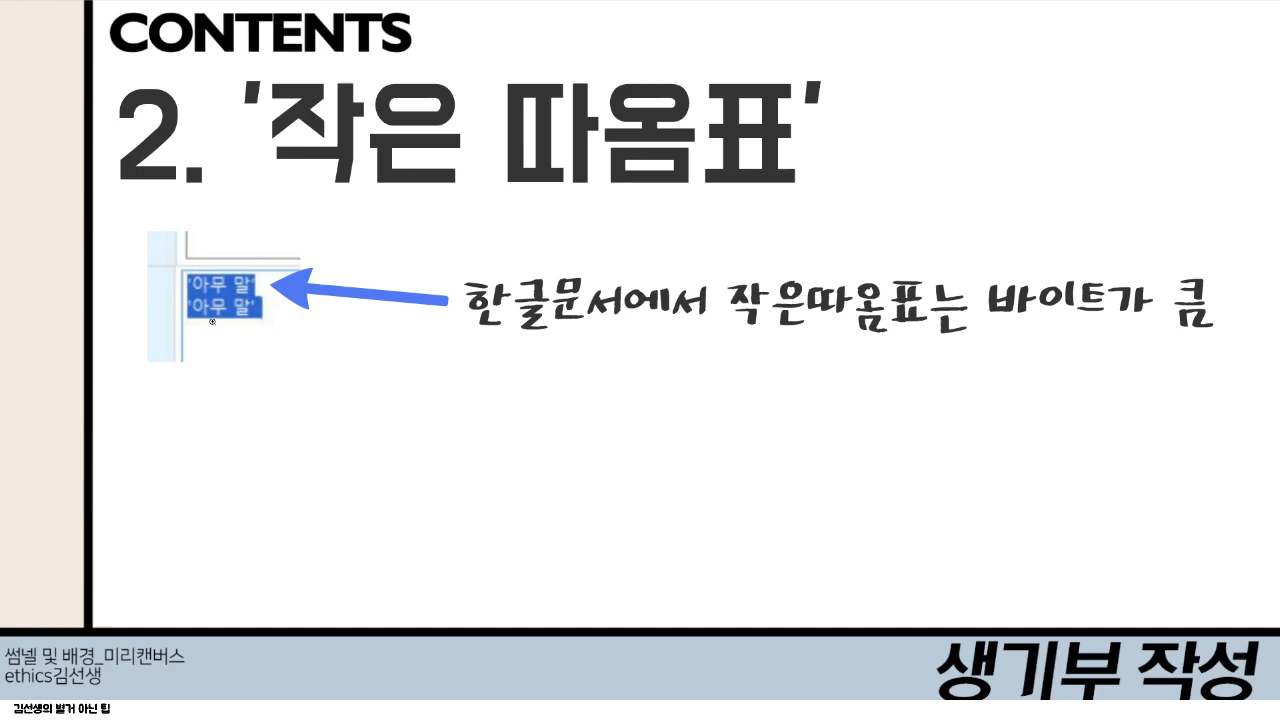 CONTENTS
2. '작은 따옴표'
'아무 말'
'아무 말'
한글문서에서 작은따옴표는 바이트가 큼
썸넬 및 배경_미리캔버스
ethics김선생
생기부 작성
김선생의 별거 아닌 팁